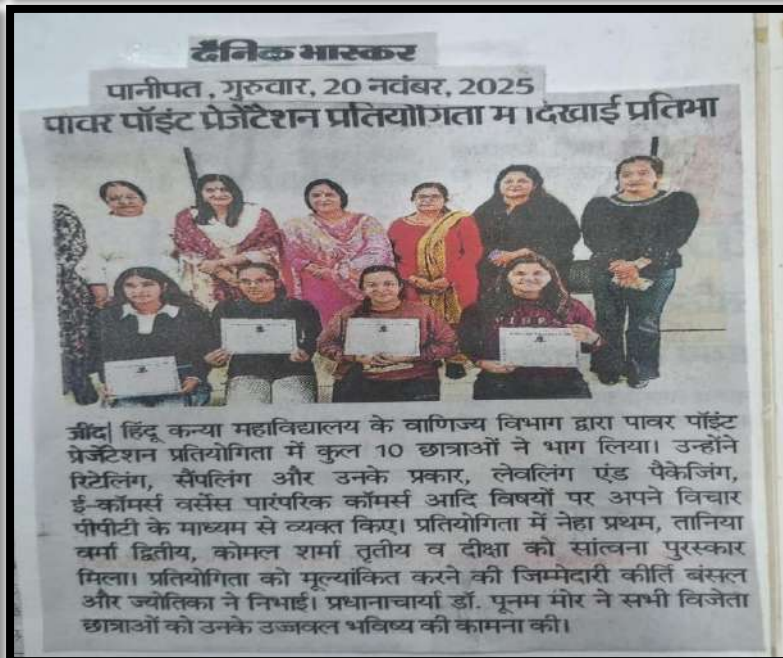 दैनिक भास्कर
पानीपत, गुरुवार, 20 नवंबर, 2025
पावर पॉइंट प्रेजेंटेशन प्रतियोगिता म ।दखाई प्रतिभा
जींद| हिंदू कन्या महाविद्यालय के वाणिज्य विभाग द्वारा पावर पॉइंट
प्रेजेंटेशन प्रतियोगिता में कुल 10 छात्राओं ने भाग लिया। उन्होंने
रिटेलिंग, सैंपलिंग और उनके प्रकार, लेवलिंग एंड पैकेजिंग,
ई-कॉमर्स वर्सेस पारंपरिक कॉमर्स आदि विषयों पर अपने विचार
पीपीटी के माध्यम से व्यक्त किए। प्रतियोगिता में नेहा प्रथम, तानिया
वर्मा द्वितीय, कोमल शर्मा तृतीय व दीक्षा को सांत्वना पुरस्कार
मिला। प्रतियोगिता को मूल्यांकित करने की जिम्मेदारी कीर्ति बंसल
और ज्योतिका ने निभाई। प्रधानाचार्या डॉ. पूनम मोर ने सभी विजेता
छात्राओं को उनके उज्जवल भविष्य की कामना की।